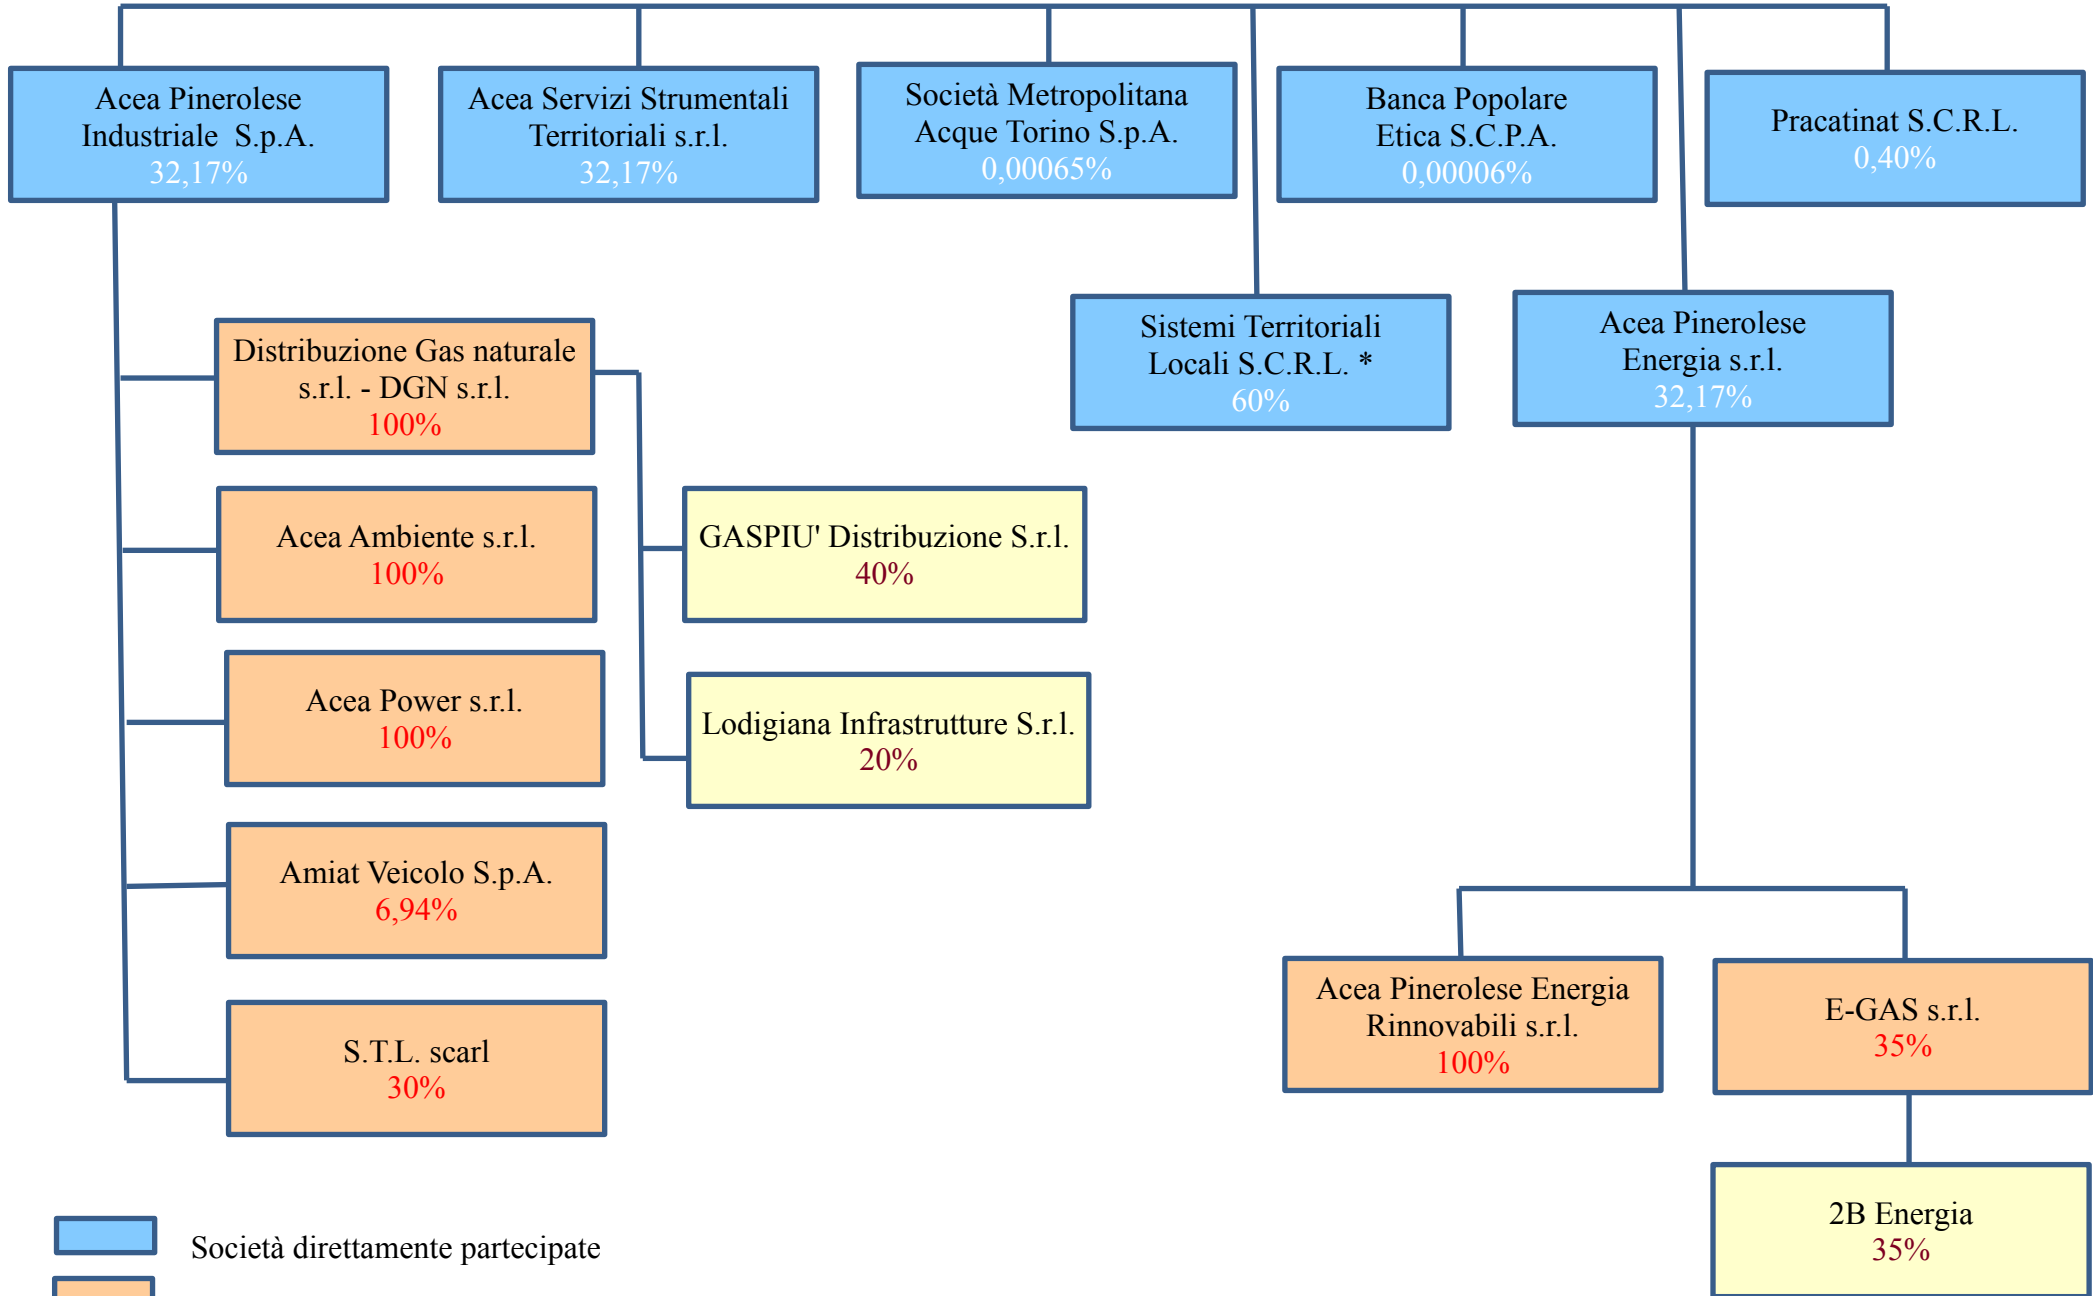 Acea Pinerolese
Industriale S.p.A.
32,17%
Acea Servizi Strumentali
Territoriali s.r.l.
32,17%
Società Metropolitana
Acque Torino S.p.A.
0,00065%
Banca Popolare
Etica S.C.P.A.
0,00006%
Pracatinat S.C.R.L.
0,40%
Sistemi Territoriali
Locali S.C.R.L. *
60%
Acea Pinerolese
Energia s.r.l.
32,17%
Distribuzione Gas naturale
s.r.l. - DGN s.r.l.
100%
Acea Ambiente s.r.l.
100%
GASPIU' Distribuzione S.r.l.
40%
Acea Power s.r.l.
100%
Lodigiana Infrastrutture S.r.l.
20%
Amiat Veicolo S.p.A.
6,94%
S.T.L. scarl
30%
Acea Pinerolese Energia
Rinnovabili s.r.l.
100%
E-GAS s.r.l.
35%
2B Energia
35%
Società direttamente partecipate